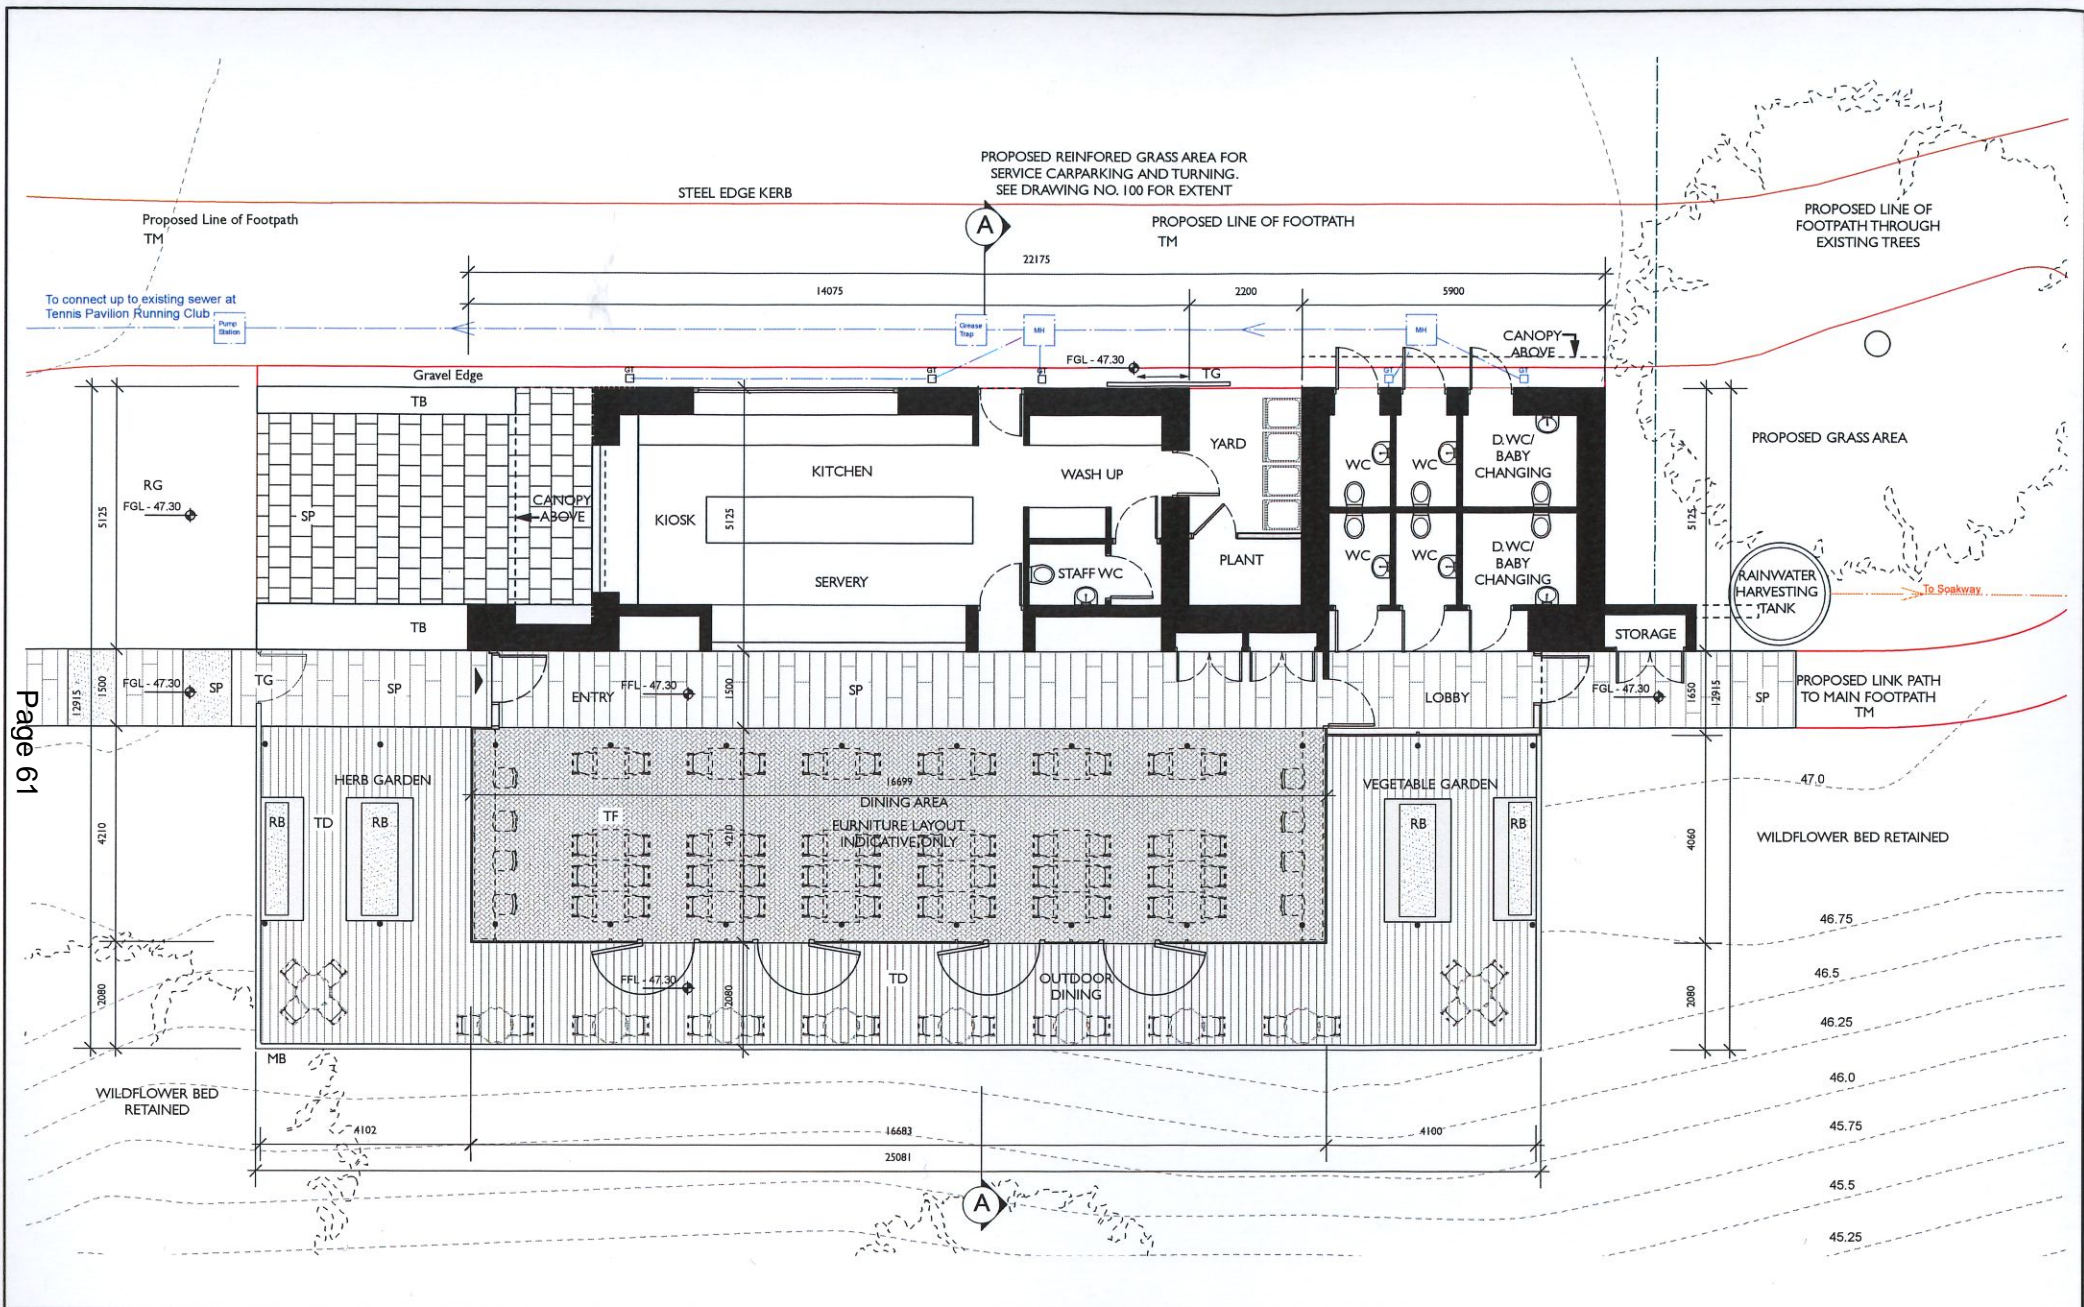 PROPOSED REINFORED GRASS AREA FOR
SERVICE CARPARKING AND TURNING.
SEE DRAWING NO. 100 FOR EXTENT
STEEL EDGE KERB
Proposed Line of Footpath
TM
A
PROPOSED LINE OF FOOTPATH
TM
PROPOSED LINE OF
FOOTPATH THROUGH
EXISTING TREES
22175
14075
2200
5900
To connect up to existing sewer at
Tennis Pavilion Running Club
Pump
Station
Grease
Trap
MH
MH
CANOPY
ABOVE
FGL - 47.30
TG
Gravel Edge
GT
GT
GT
GT
GT
TB
RG
FGL - 47.30
SP
CANOPY
ABOVE
KIOSK
5125
KITCHEN
SERVERY
WASH UP
STAFF WC
YARD
PLANT
WC
WC
D.WC/
BABY
CHANGING
WC
WC
D.WC/
BABY
CHANGING
PROPOSED GRASS AREA
5125
5125
RAINWATER
HARVESTING
TANK
To Soakway
TB
STORAGE
12915
1500
FGL - 47.30
SP
TG
SP
ENTRY
FFL - 47.30
1500
SP
LOBBY
FGL - 47.30
1650
12915
SP
PROPOSED LINK PATH
TO MAIN FOOTPATH
TM
Page 61
HERB GARDEN
RB
TD
RB
4210
TF
16699
DINING AREA
FURNITURE LAYOUT
INDICATIVE ONLY
4210
VEGETABLE GARDEN
RB
RB
4060
47.0
WILDFLOWER BED RETAINED
46.75
46.5
46.25
46.0
45.75
45.5
45.25
2080
FFL - 47.30
2080
TD
OUTDOOR
DINING
2080
MB
WILDFLOWER BED
RETAINED
4102
16683
4100
25081
A